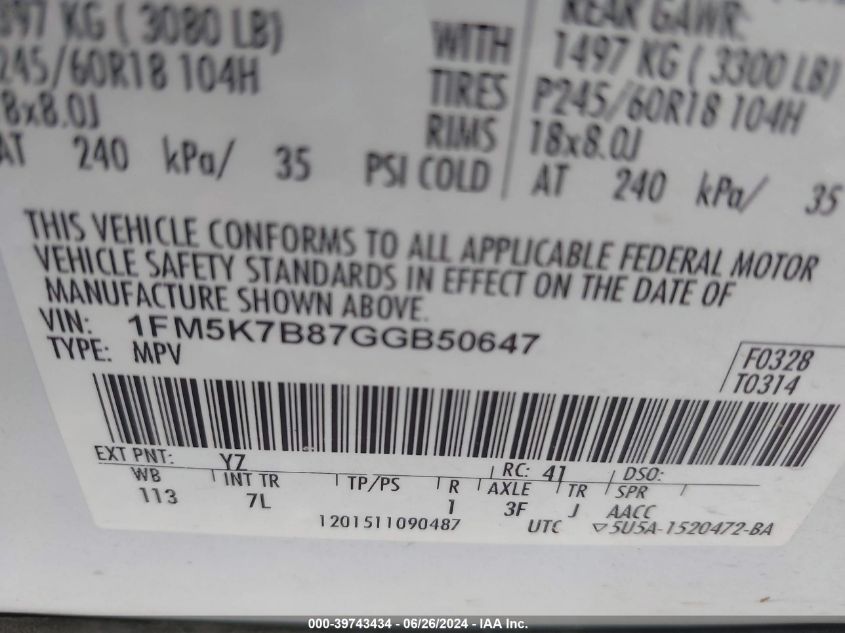 KG ( 3080 LB)
245/60R18 104H
18x8.0J
AT 240 kPa/ 35 PSI COLD
WITH
TIRES
RIMS
REAR GAWR:
1497 KG ( 3300 LB)
P245/60R18 104H
18x8.0J
AT 240 kPa/ 35
THIS VEHICLE CONFORMS TO ALL APPLICABLE FEDERAL MOTOR
VEHICLE SAFETY STANDARDS IN EFFECT ON THE DATE OF
MANUFACTURE SHOWN ABOVE.
VIN: 1FM5K7B87GGB50647
TYPE: MPV
F0328
T0314
EXT PNT: YZ RC: 41 DSO:
WB INT TR TP/PS R AXLE TR SPR
113 7L 1 3F J AACC
1201511090487 UTC ▽5U5A-1520472-BA
000-39743434 - 06/26/2024 - IAA Inc.